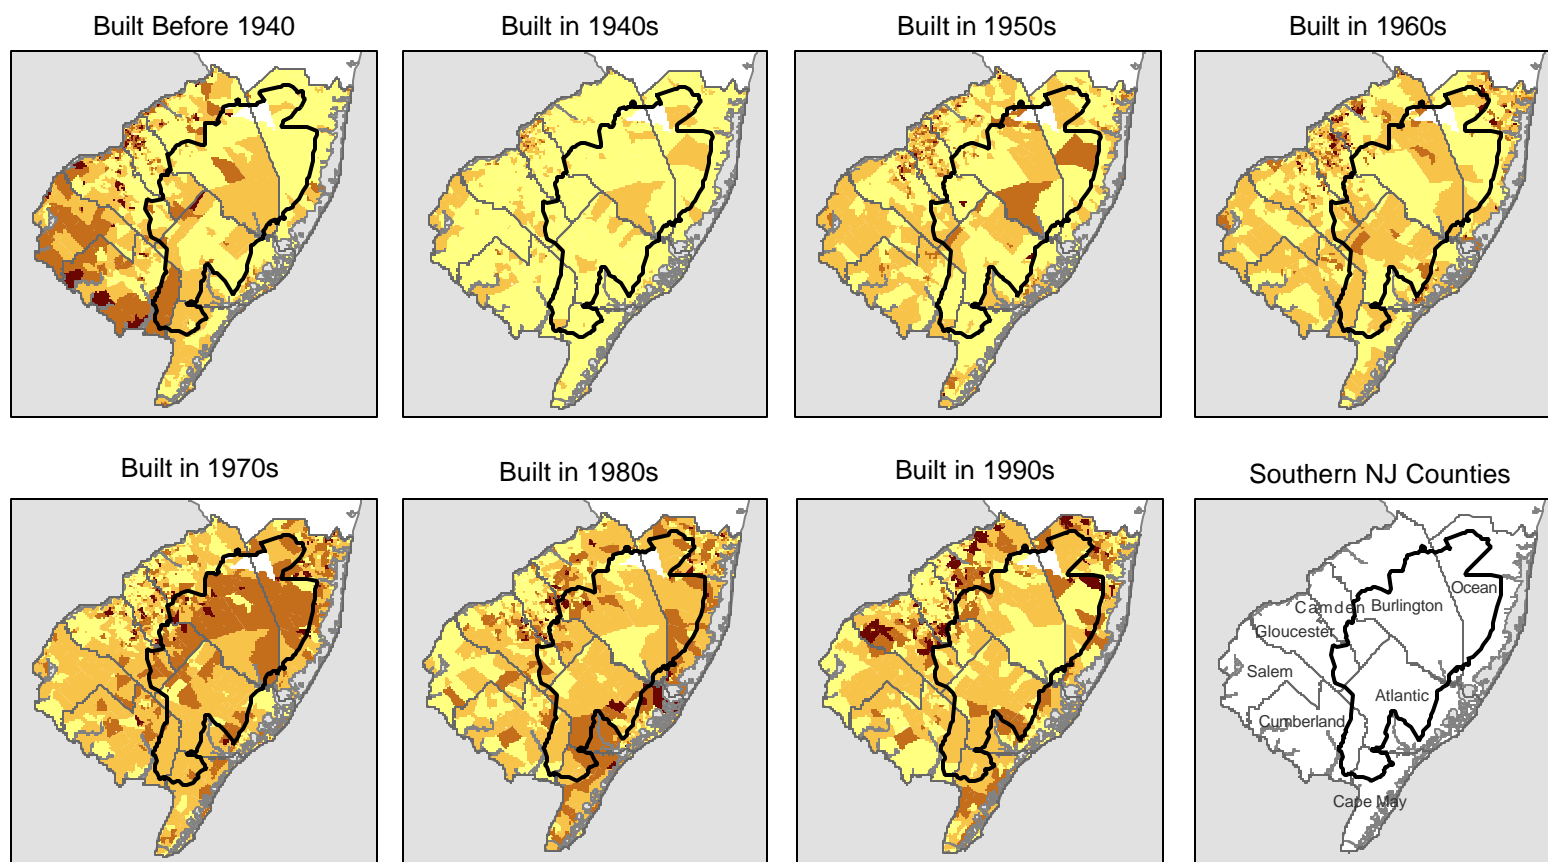 Built Before 1940
Built in 1940s
Built in 1950s
Built in 1960s
Built in 1970s
Built in 1980s
Built in 1990s
Southern NJ Counties
Ocean
Camden
Burlington
Gloucester
Salem
Atlantic
Cumberland
Cape May